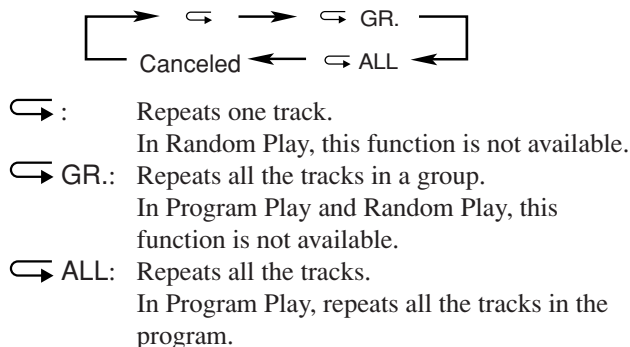 GR.
Canceled ALL
: Repeats one track.
In Random Play, this function is not available.
GR.: Repeats all the tracks in a group.
In Program Play and Random Play, this
function is not available.
ALL: Repeats all the tracks.
In Program Play, repeats all the tracks in the
program.